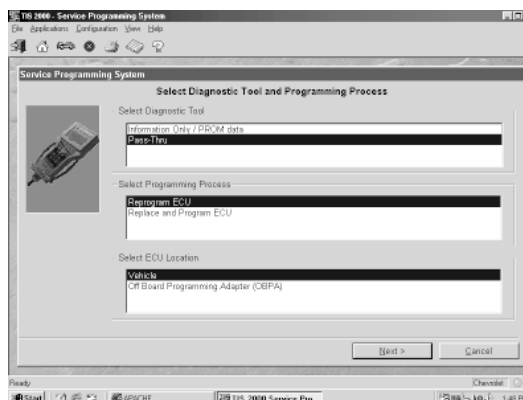 TIS 2000 - Service Programming System
File Applications Configuration View Help
Service Programming System
Select Diagnostic Tool and Programming Process
Select Diagnostic Tool
Information Only / PROM data
Pass-Thru
Select Programming Process
Reprogram ECU
Replace and Program ECU
Select ECU Location
Vehicle
Off Board Programming Adapter (OBPA)
Next > Cancel
Ready Chevrolet
Start APACHE TIS 2000 Service Pro...